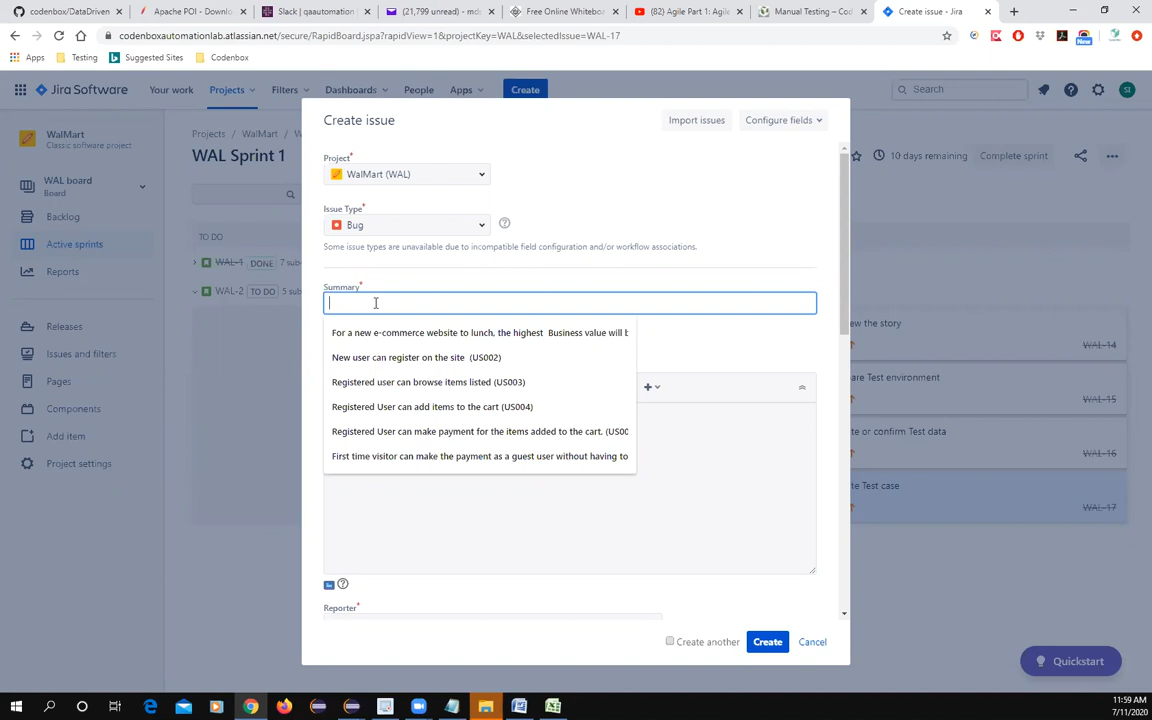 codenbox/DataDriven
Apache POI - Downloa
Slack | qaautomation
(21,799 unread) - mds
Free Online Whiteboa
(82) Agile Part 1: Agile
Manual Testing – Cod
Create issue - Jira
codenboxautomationlab.atlassian.net/secure/RapidBoard.jspa?rapidView=1&projectKey=WAL&selectedIssue=WAL-17
Apps Testing Suggested Sites Codenbox
Jira Software Your work Projects Filters Dashboards People Apps Create Search SI
WalMart
Classic software project
WAL board
Board
Backlog
Active sprints
Reports
Releases
Issues and filters
Pages
Components
Add item
Project settings
Projects / WalMart / W
WAL Sprint 1
10 days remaining Complete sprint
TO DO
WAL-1 DONE 7 sub
WAL-2 TO DO 5 sub
Create issue
Import issues Configure fields
Project*
WalMart (WAL)
Issue Type*
Bug
Some issue types are unavailable due to incompatible field configuration and/or workflow associations.
Summary*
For a new e-commerce website to lunch, the highest Business value will b
New user can register on the site (US002)
Registered user can browse items listed (US003)
Registered User can add items to the cart (US004)
Registered User can make payment for the items added to the cart. (US00
First time visitor can make the payment as a guest user without having to
Reporter*
Create another Create Cancel
ew the story
WAL-14
are Test environment
WAL-15
te or confirm Test data
WAL-16
te Test case
WAL-17
Quickstart
New
11:59 AM
7/11/2020